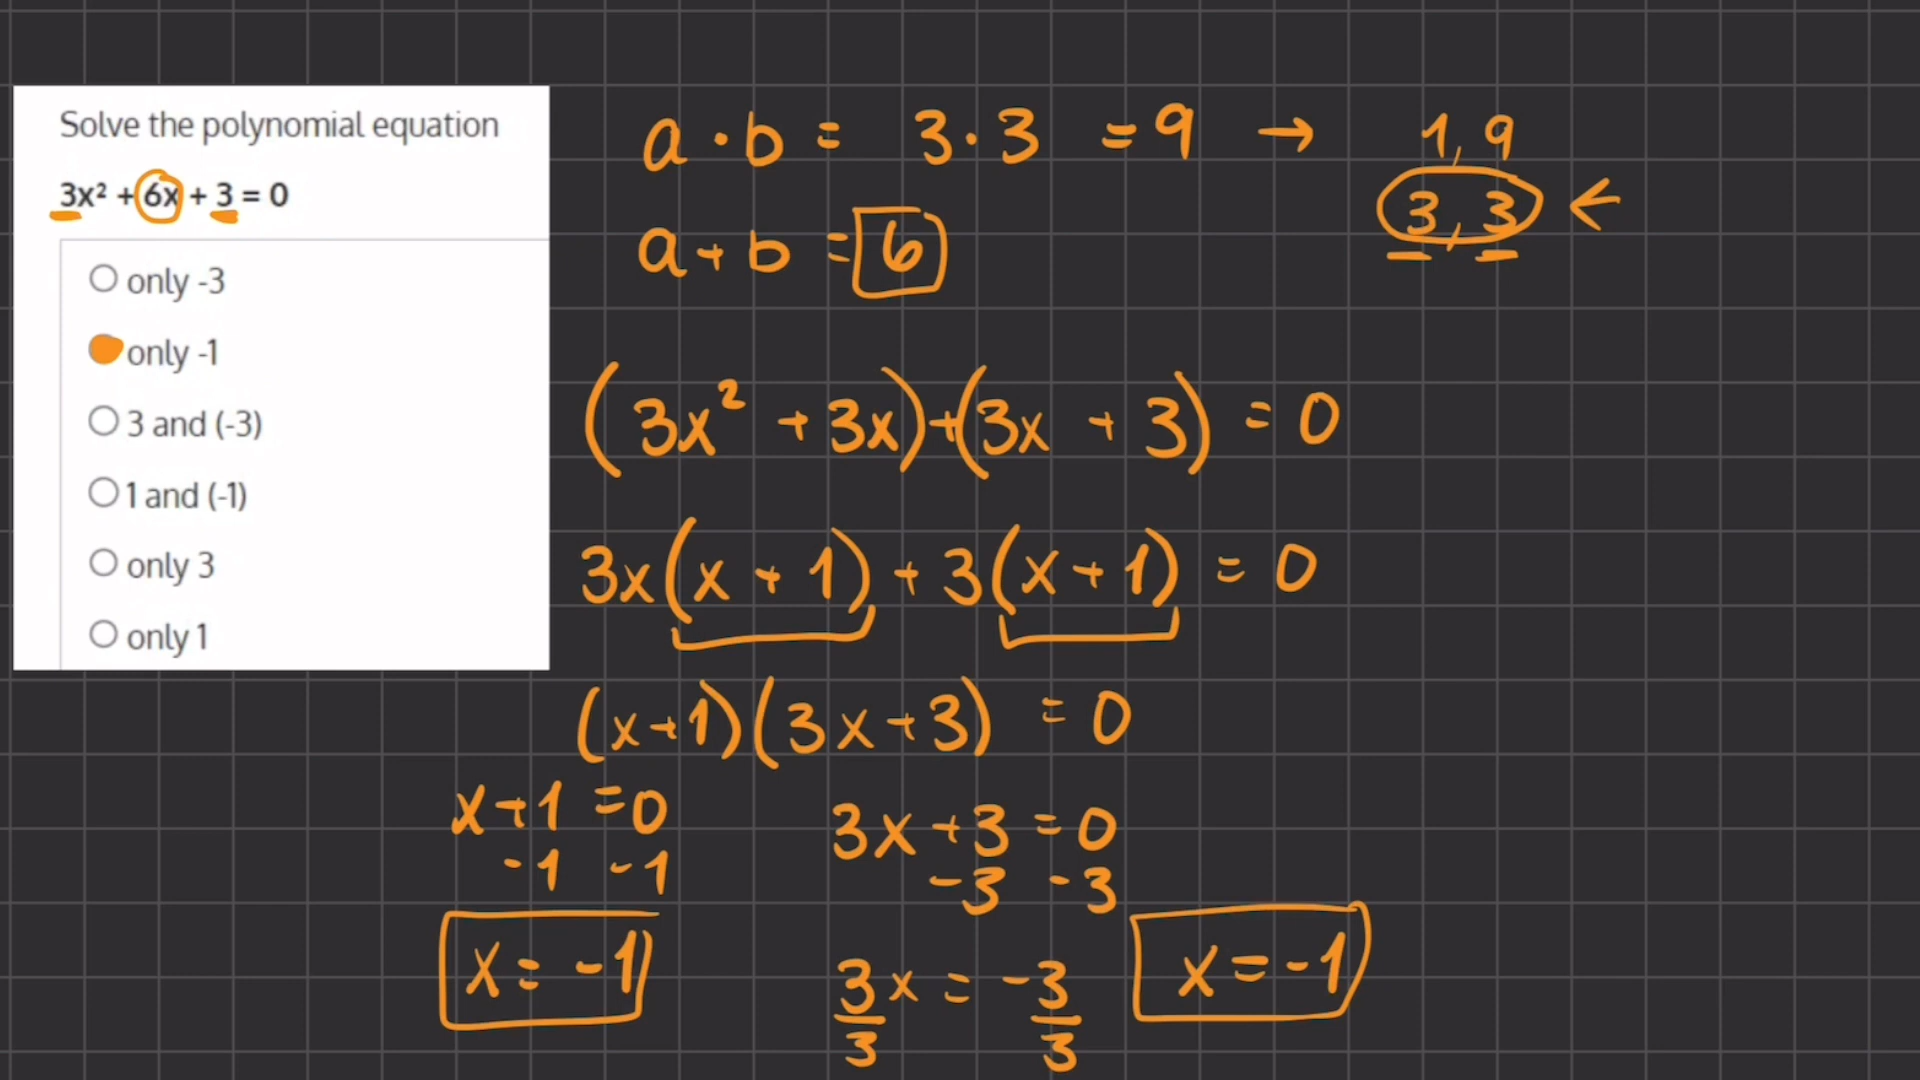 Solve the polynomial equation
3x² + 6x + 3 = 0
only -3
only -1
3 and (-3)
1 and (-1)
only 3
only 1
a · b = 3 · 3 = 9 → 1, 9
3, 3 ←
a + b = 6
(3x² + 3x) + (3x + 3) = 0
3x(x + 1) + 3(x + 1) = 0
(x+1)(3x+3) = 0
x+1 = 0
-1 -1
x = -1
3x + 3 = 0
-3 -3
3x = -3
3 3
x = -1